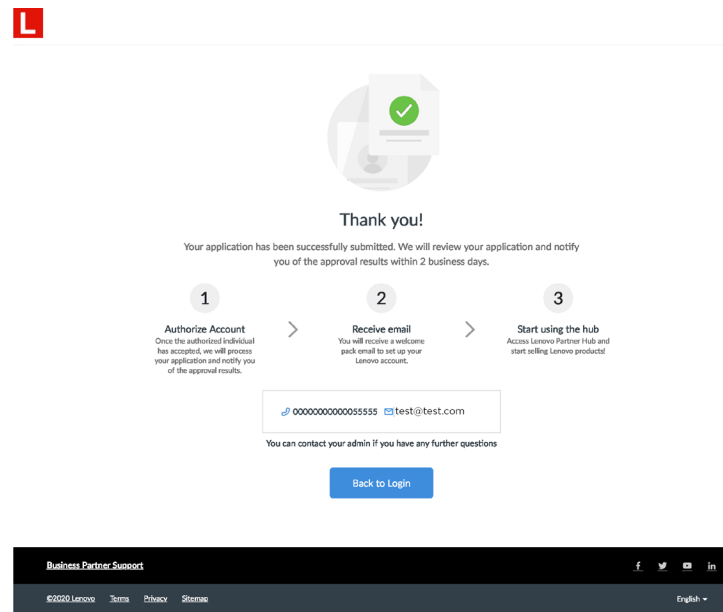 L
Thank you!
Your application has been successfully submitted. We will review your application and notify
you of the approval results within 2 business days.
1
2
3
Authorize Account
Once the authorized individual
has accepted, we will process
your application and notify you
of the approval results.
Receive email
You will receive a welcome
pack email to set up your
Lenovo account.
Start using the hub
Access Lenovo Partner Hub and
start selling Lenovo products!
00000000000055555 test@test.com
You can contact your admin if you have any further questions
Back to Login
Business Partner Support
f in
©2020 Lenovo Terms Privacy Sitemap English